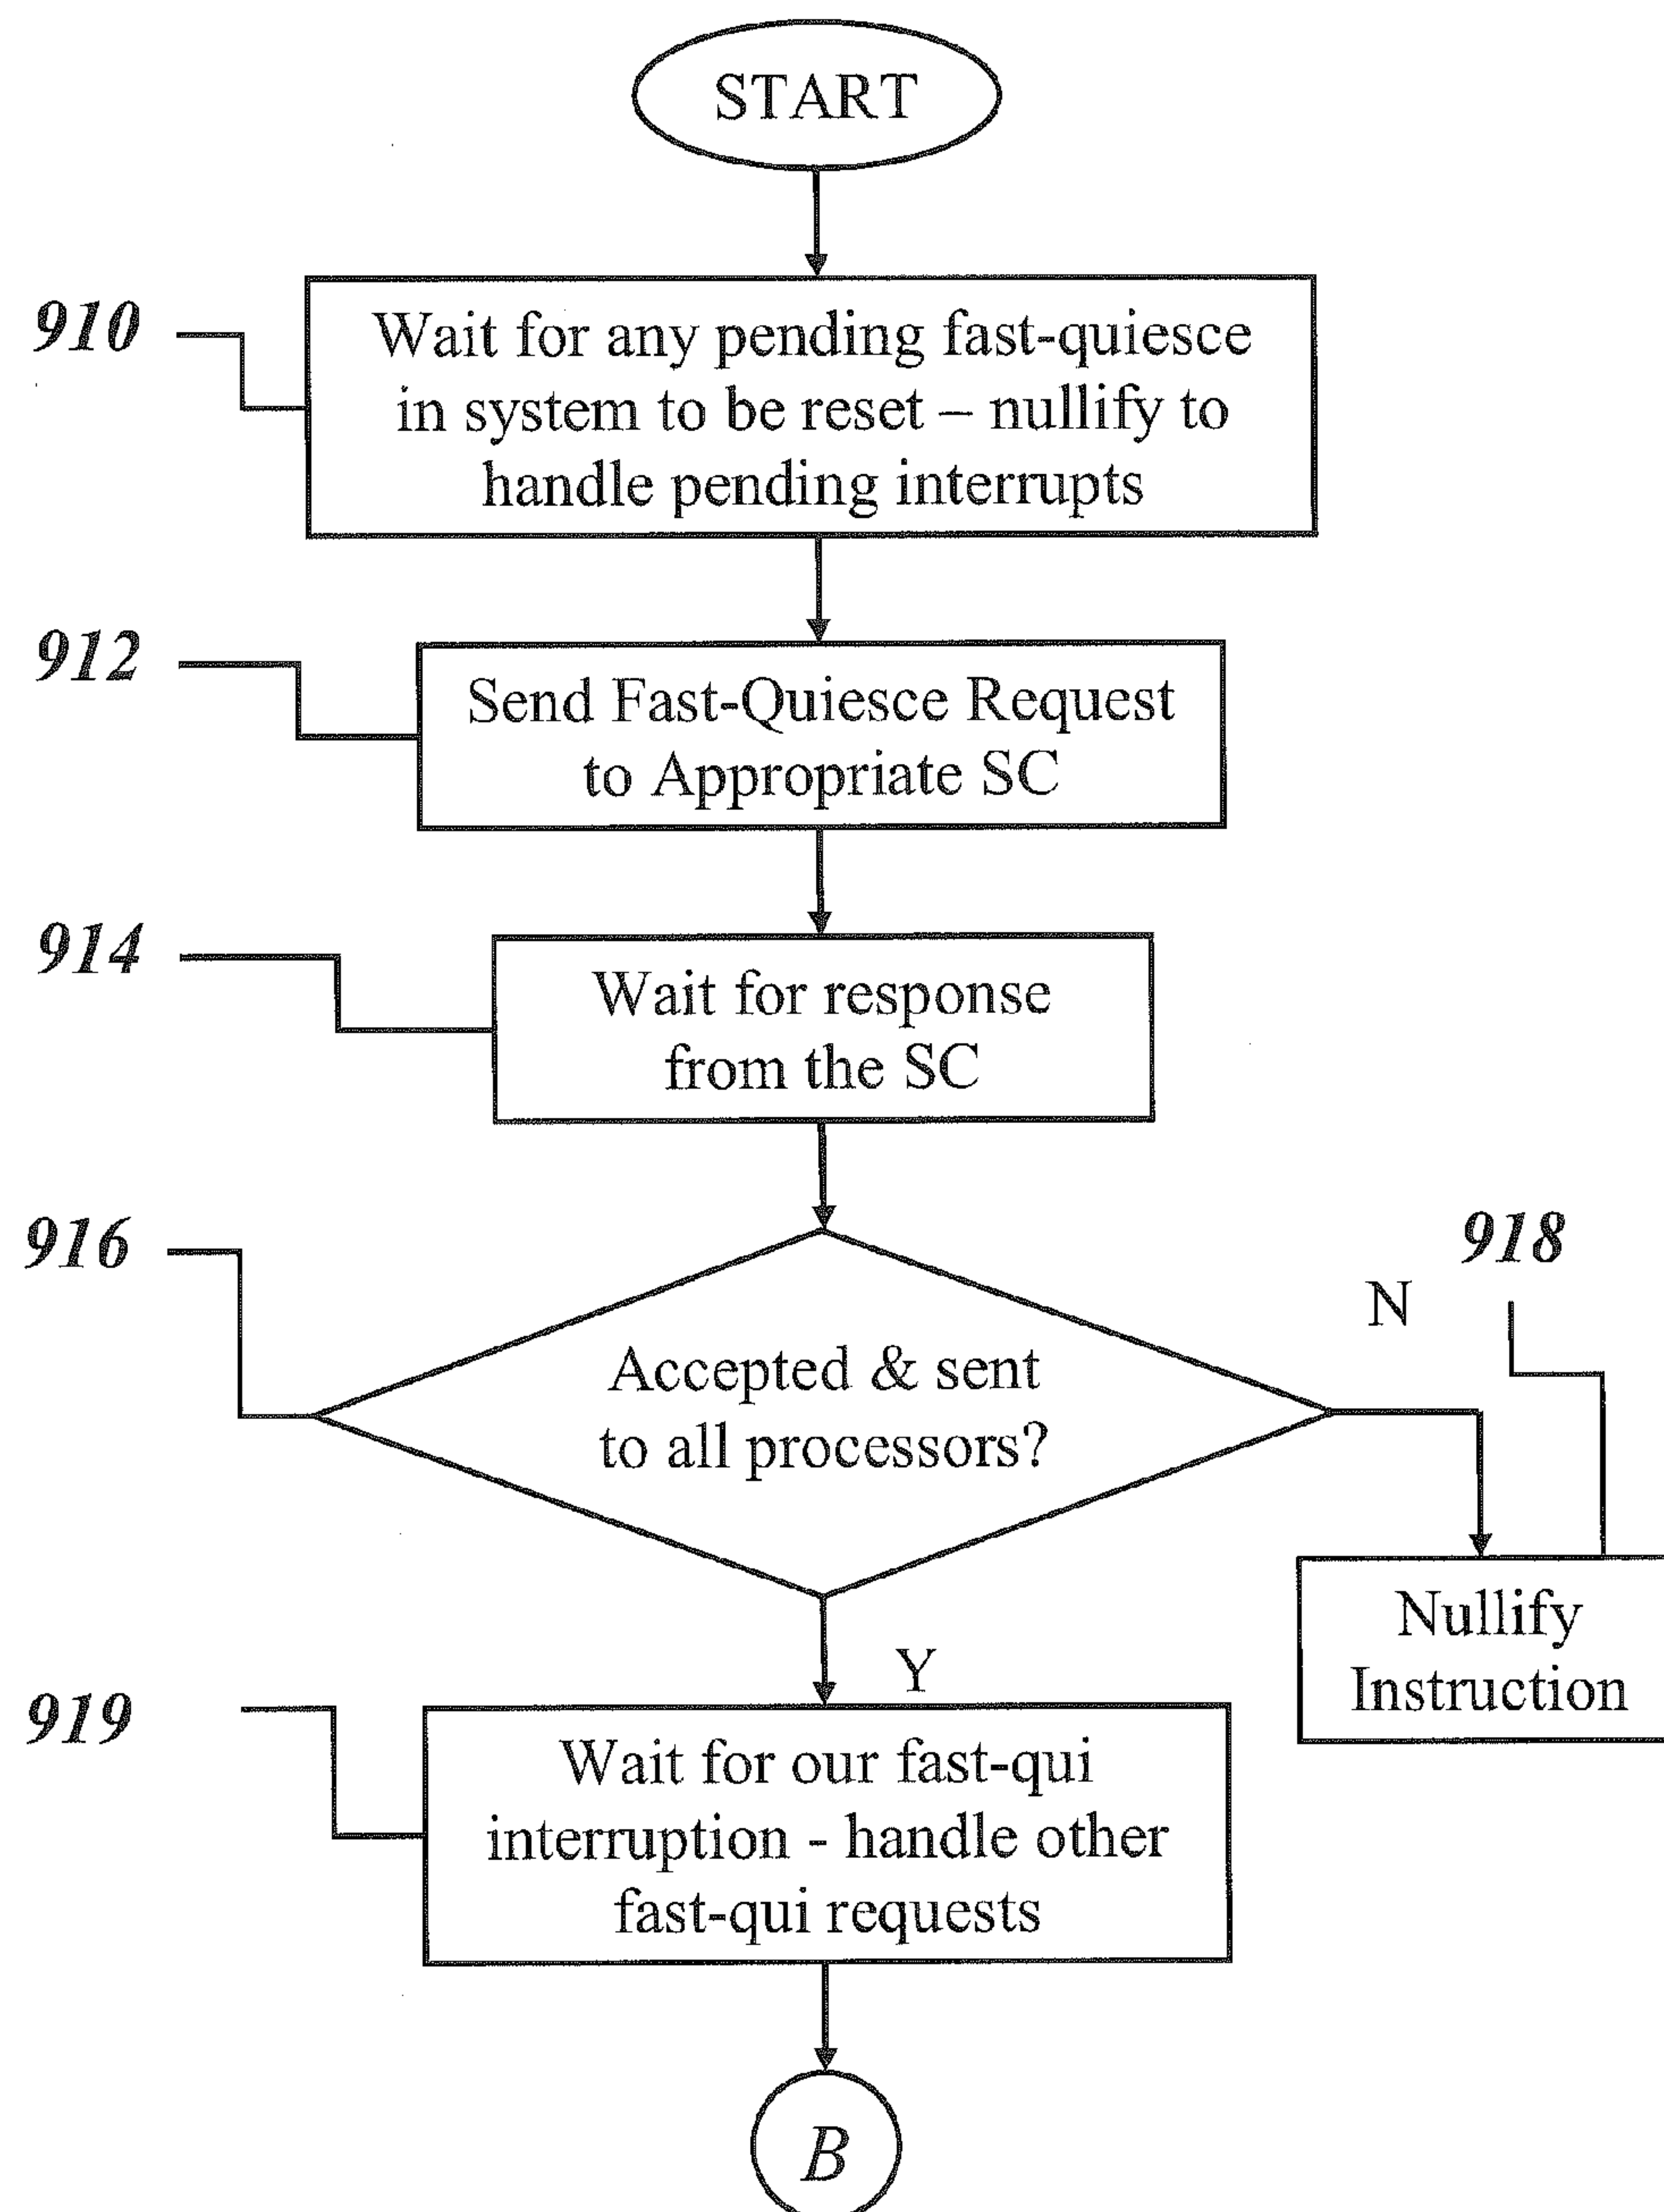 START
910
Wait for any pending fast-quiesce
in system to be reset – nullify to
handle pending interrupts
912
Send Fast-Quiesce Request
to Appropriate SC
914
Wait for response
from the SC
916
918
N
Accepted & sent
to all processors?
Nullify
Instruction
Y
919
Wait for our fast-qui
interruption - handle other
fast-qui requests
B